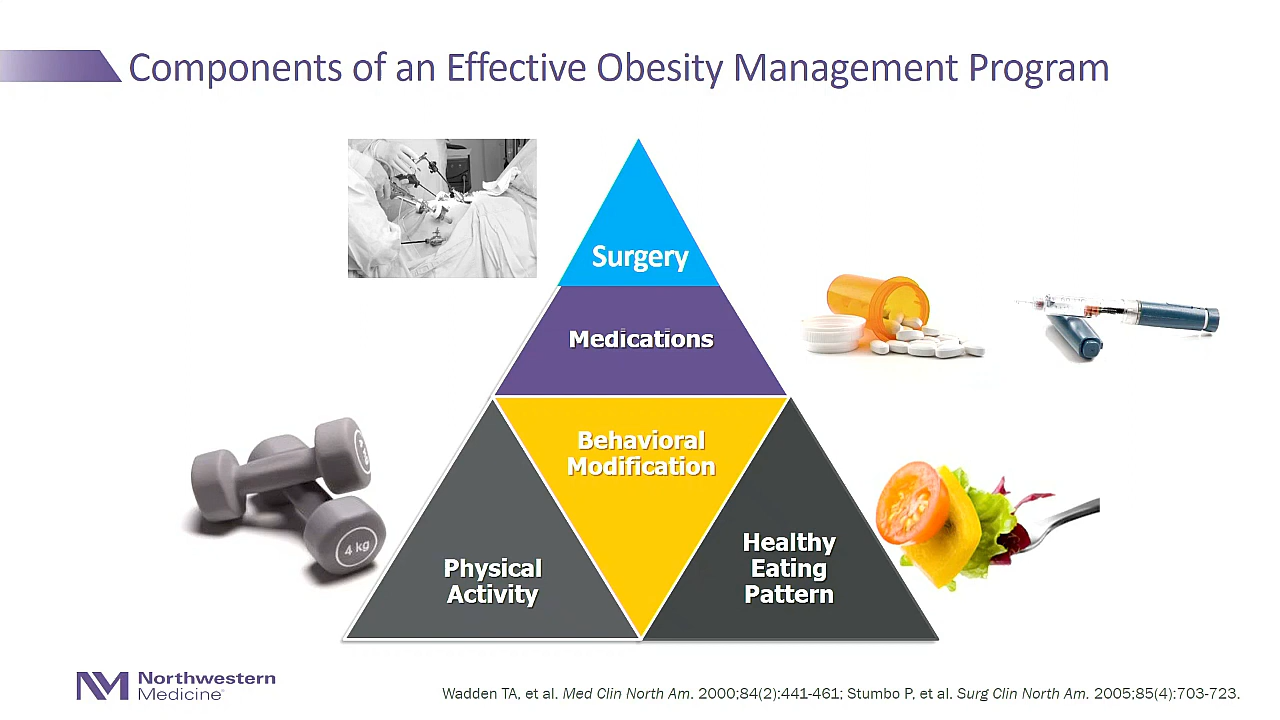 Components of an Effective Obesity Management Program
Surgery
Medications
Behavioral
Modification
Physical
Activity
Healthy
Eating
Pattern
4 kg
Northwestern
Medicine®
Wadden TA, et al. Med Clin North Am. 2000;84(2):441-461; Stumbo P, et al. Surg Clin North Am. 2005;85(4):703-723.